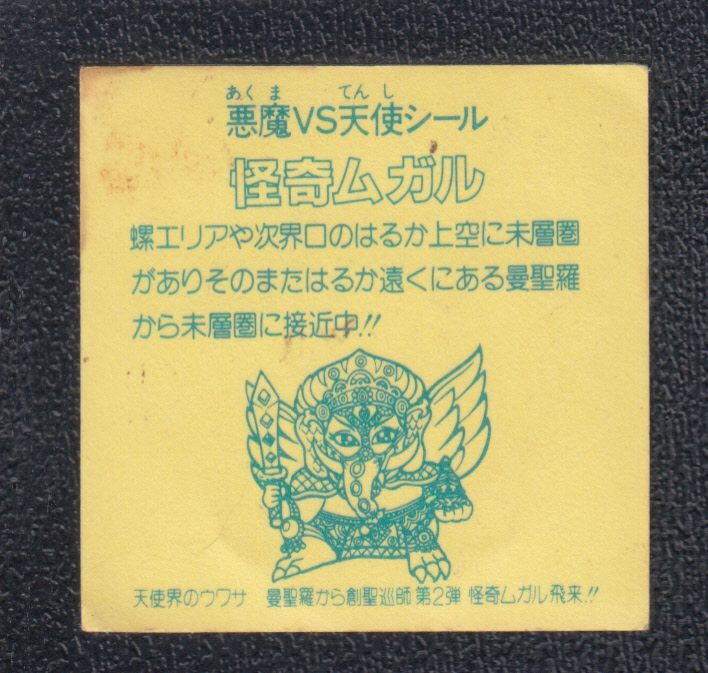 あくま てんし
悪魔VS天使シール
怪奇ムガル
螺エリアや次界口のはるか上空に未層圏
がありそのまたはるか遠くにある曼聖羅
から未層圏に接近中!!
天使界のウワサ 曼聖羅から創聖巡師 第2弾 怪奇ムガル飛来!!